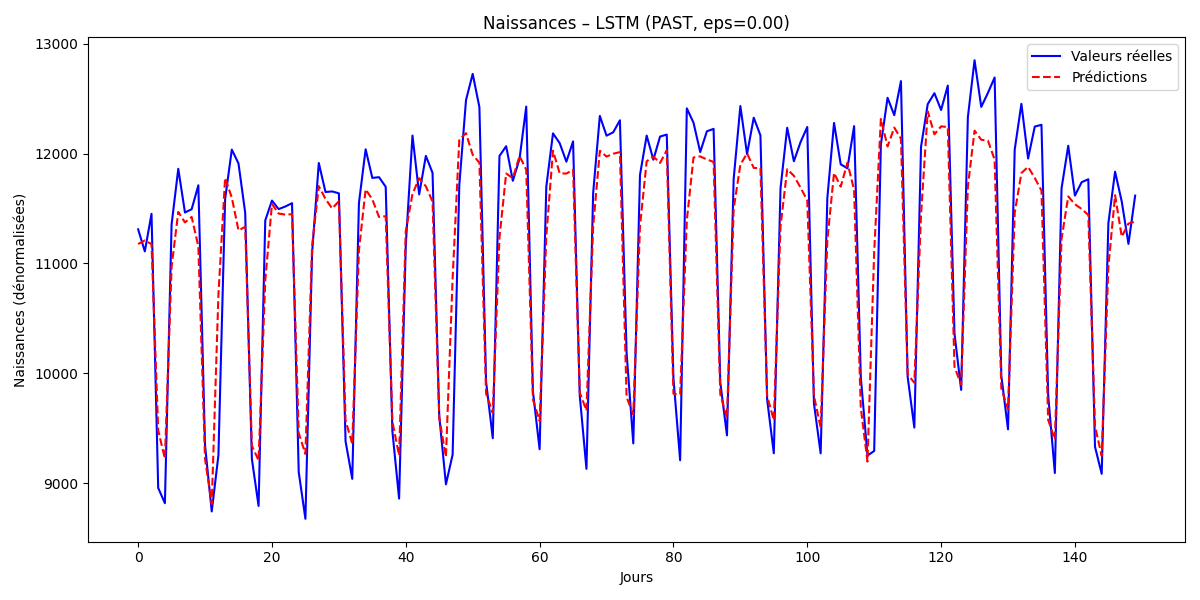 Naissances – LSTM (PAST, eps=0.00)
13000
12000
11000
10000
9000
Naissances (dénormalisées)
Valeurs réelles
Prédictions
0 20 40 60 80 100 120 140
Jours